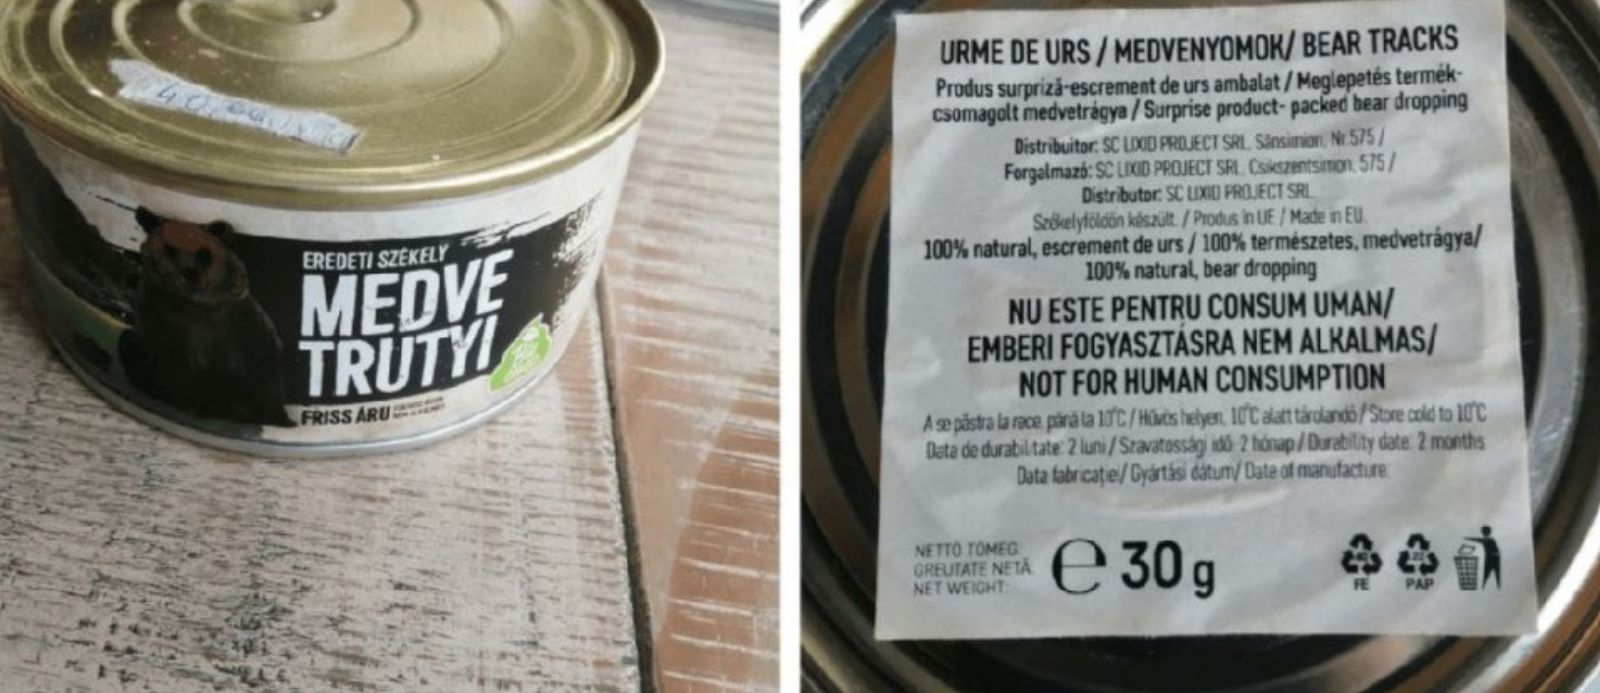 EREDETI SZÉKELY
MEDVE
TRUTYI
FRISS ÁRU
URME DE URS / MEDVENYOMOK/ BEAR TRACKS
Produs surpriză-escrement de urs ambalat / Meglepetés termék-
csomagolt medvetrágya / Surprise product- packed bear dropping
Distribuitor: SC LIXID PROJECT SRL, Sânsimion, Nr.575 /
Forgalmazó: SC LIXID PROJECT SRL. Csíkszentsimon, 575 /
Distributor: SC LIXID PROJECT SRL
Székelyföldön készült. / Produs în UE / Made in EU.
100% natural, escrement de urs / 100% természetes, medvetrágya/
100% natural, bear dropping
NU ESTE PENTRU CONSUM UMAN/
EMBERI FOGYASZTÁSRA NEM ALKALMAS/
NOT FOR HUMAN CONSUMPTION
A se păstra la rece, până la 10°C / Hűvös helyen, 10°C alatt tárolandó / Store cold to 10°C
Data de durabilitate: 2 luni / Szavatossági idő: 2 hónap / Durability date: 2 months
Data fabricației/ Gyártási dátum/ Date of manufacture:
NETTÓ TÖMEG:
GREUTATE NETĂ:
NET WEIGHT:
℮ 30 g
FE PAP